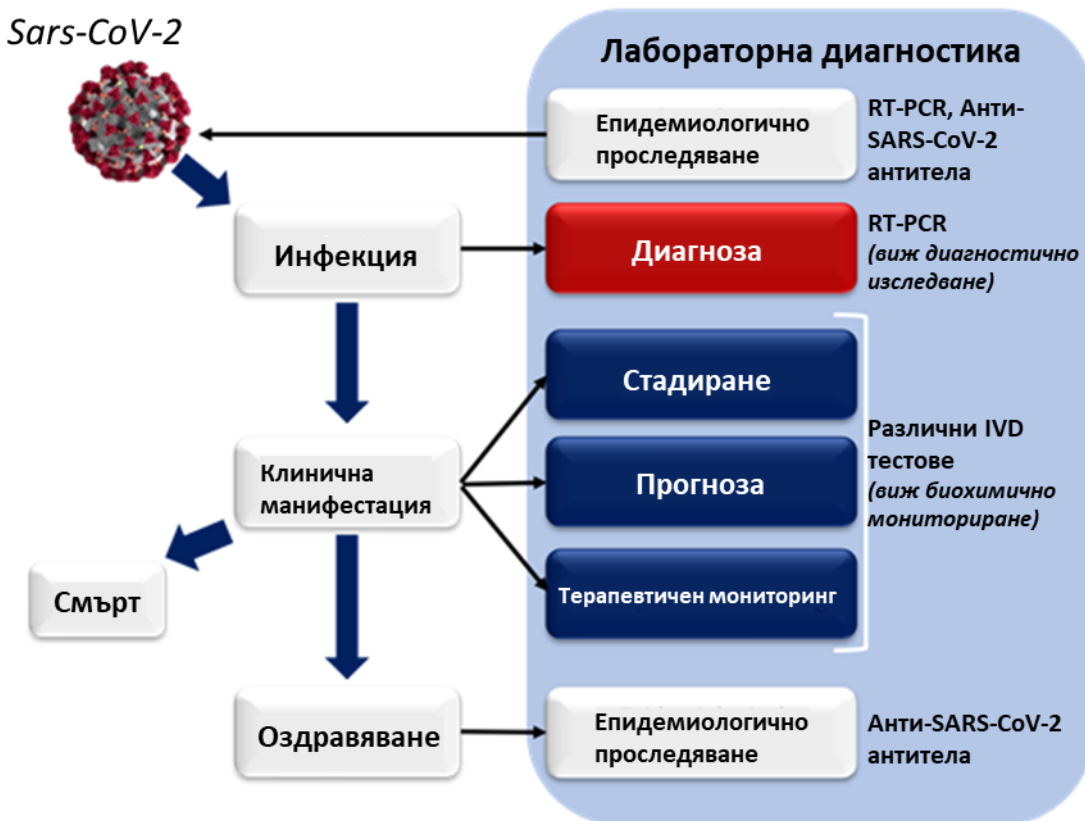 Sars-CoV-2
Лабораторна диагностика
Епидемиологично
проследяване
RT-PCR, Анти-
SARS-CoV-2
антитела
Инфекция
Диагноза
RT-PCR
(виж диагностично
изследване)
Стадиране
Клинична
манифестация
Прогноза
Различни IVD
тестове
(виж биохимично
мониториране)
Смърт
Терапевтичен мониторинг
Оздравяване
Епидемиологично
проследяване
Анти-SARS-CoV-2
антитела